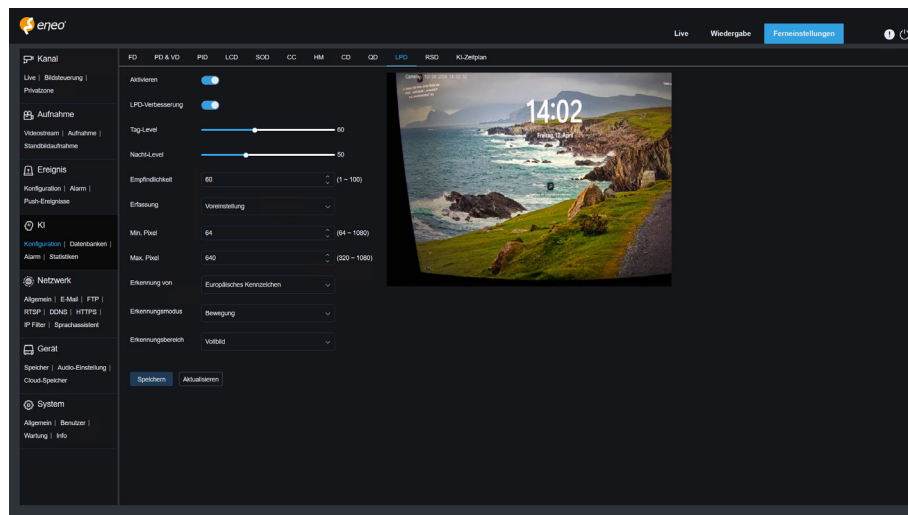 eneo
Live Wiedergabe Ferneinstellungen
Kanal
Live | Bildsteuerung |
Privatzone
Aufnahme
Videostream | Aufnahme |
Standbildaufnahme
Ereignis
Konfiguration | Alarm |
Push-Ereignisse
KI
Konfiguration | Datenbanken |
Alarm | Statistiken
Netzwerk
Allgemein | E-Mail | FTP |
RTSP | DDNS | HTTPS |
IP Filter | Sprachassistent
Gerät
Speicher | Audio-Einstellung |
Cloud-Speicher
System
Allgemein | Benutzer |
Wartung | Info
FD PD & VD PID LCD SOD CC HM CD QD LPD RSD KI-Zeitplan
Aktivieren
LPD-Verbesserung
Tag-Level 60
Nacht-Level 50
Empfindlichkeit 60 (1 ~ 100)
Erfassung Voreinstellung
Min. Pixel 64 (64 ~ 1080)
Max. Pixel 640 (320 ~ 1080)
Erkennung von Europäisches Kennzeichen
Erkennungsmodus Bewegung
Erkennungsbereich Vollbild
Speichern Aktualisieren
14:02
Freitag, 12. April